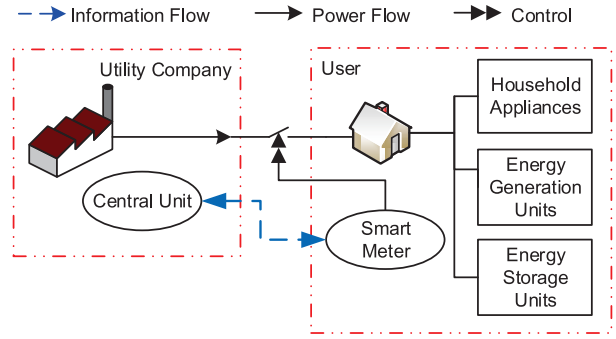 Information Flow
Power Flow
Control
Utility Company
User
Household
Appliances
Central Unit
Energy
Generation
Units
Smart
Meter
Energy
Storage
Units